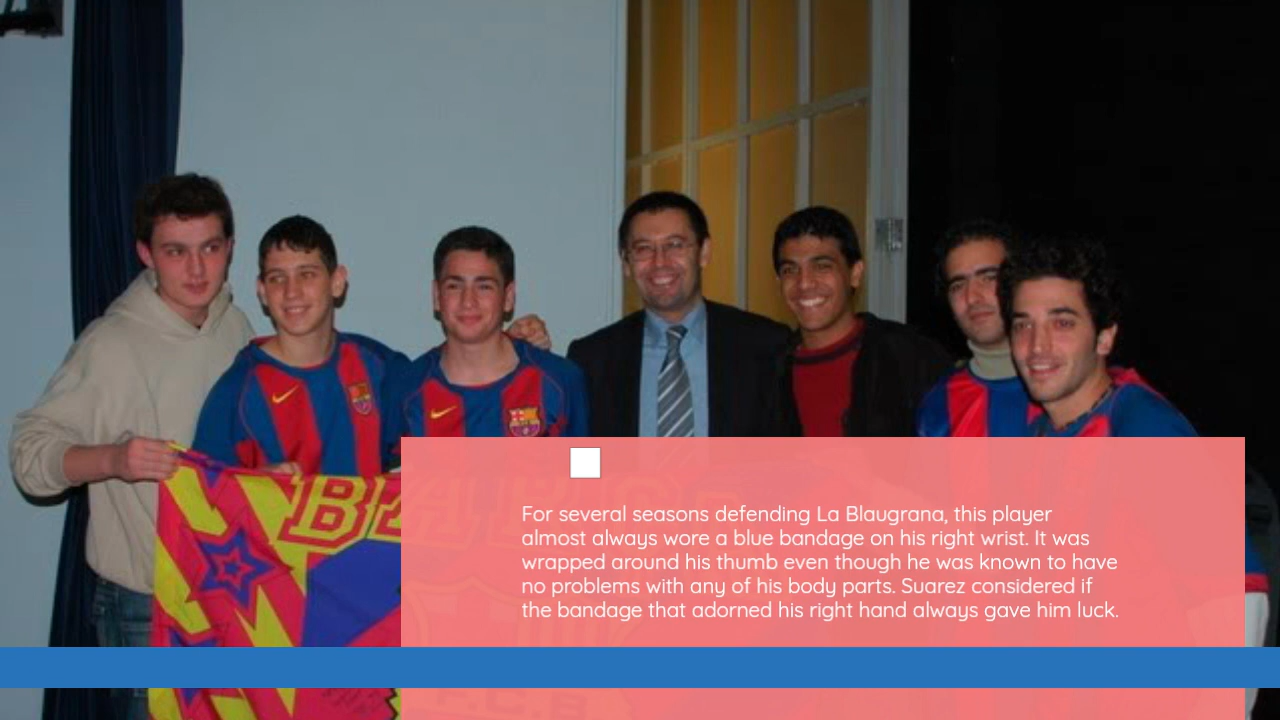 BA
For several seasons defending La Blaugrana, this player
almost always wore a blue bandage on his right wrist. It was
wrapped around his thumb even though he was known to have
no problems with any of his body parts. Suarez considered if
the bandage that adorned his right hand always gave him luck.
F.C.B